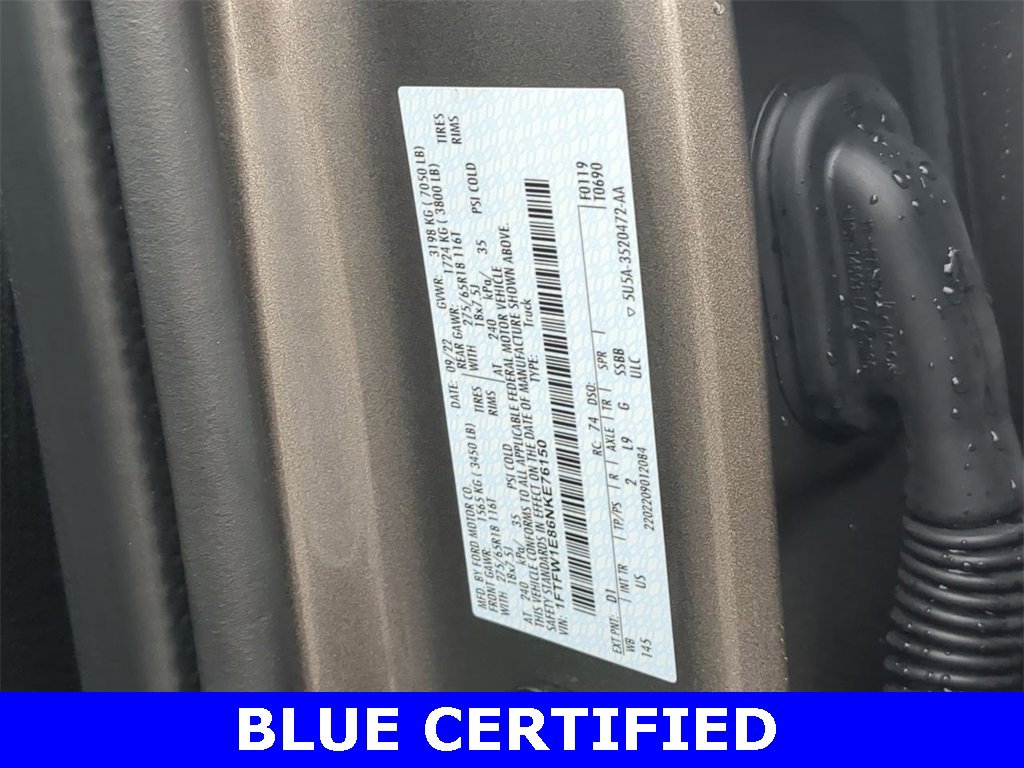 MFD. BY FORD MOTOR CO. DATE: 09/22 GVWR: 3198 KG ( 7050 LB)
FRONT GAWR: 1565 KG ( 3450 LB) REAR GAWR: 1724 KG ( 3800 LB)
WITH 275/65R18 116T TIRES WITH 275/65R18 116T TIRES
18x7.5J RIMS 18x7.5J RIMS
AT 240 kPa/ 35 PSI COLD AT 240 kPa/ 35 PSI COLD
THIS VEHICLE CONFORMS TO ALL APPLICABLE FEDERAL MOTOR VEHICLE
SAFETY STANDARDS IN EFFECT ON THE DATE OF MANUFACTURE SHOWN ABOVE.
VIN: 1FTFW1E86NKE76150 TYPE: Truck
F0119
T0690
EXT PNT: D1 RC: 74 DSO:
WB INT TR TP/PS R AXLE TR SPR
145 US 2 L9 G SSBB
2202209012084 ULC
5U5A-3520472-AA
BLUE CERTIFIED